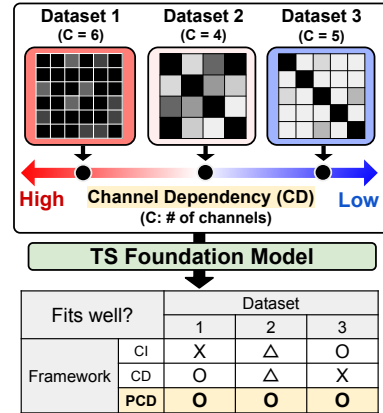 Dataset 1 Dataset 2 Dataset 3
(C = 6) (C = 4) (C = 5)
High Channel Dependency (CD) Low
(C: # of channels)
TS Foundation Model
Fits well? Dataset
1 2 3
Framework CI X △ O
CD O △ X
PCD O O O